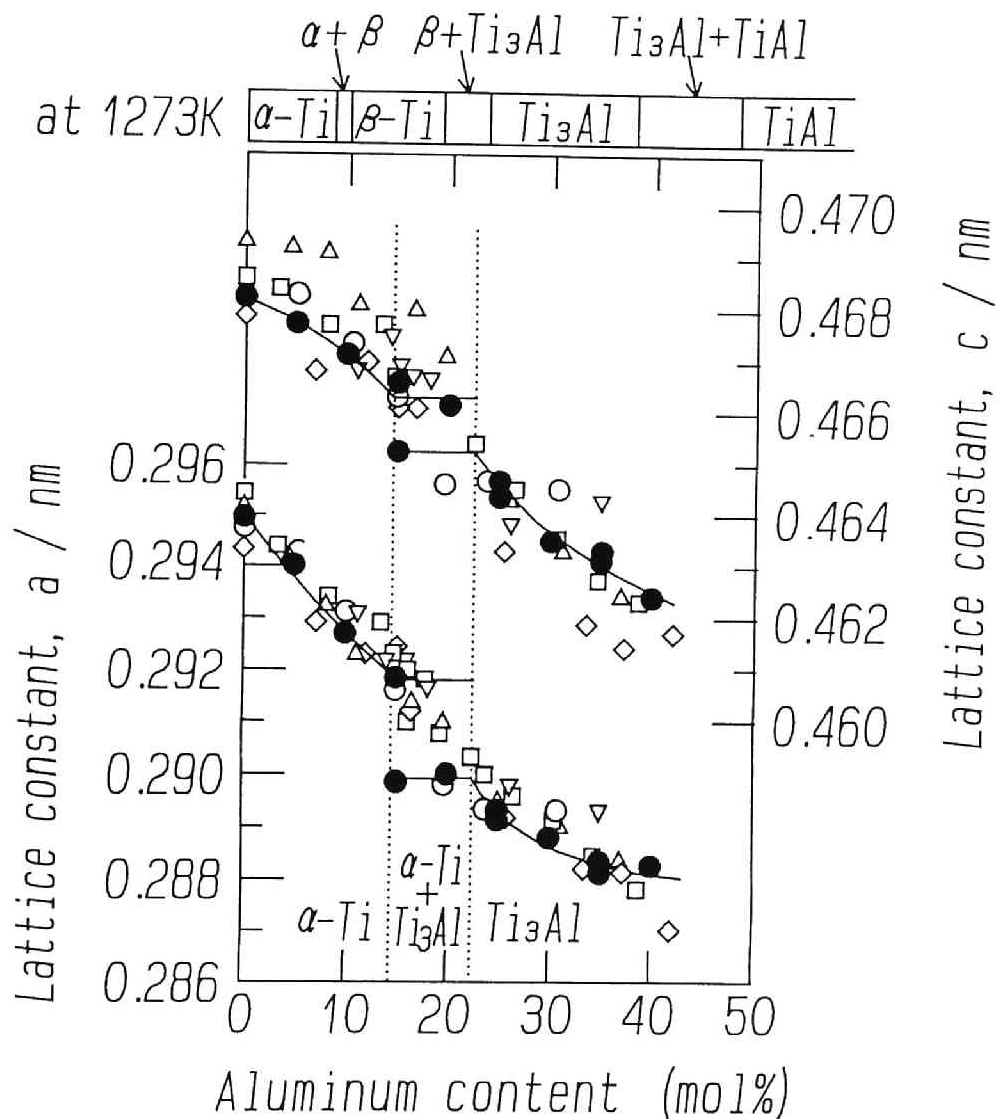 α+β β+Ti₃Al Ti₃Al+TiAl
at 1273K α-Ti β-Ti Ti₃Al TiAl
0.470
0.468
0.466
0.464
0.462
0.460
Lattice constant, c / nm
0.296
0.294
0.292
0.290
0.288
0.286
Lattice constant, a / nm
α-Ti
α-Ti
+
Ti₃Al
Ti₃Al
0 10 20 30 40 50
Aluminum content (mol%)